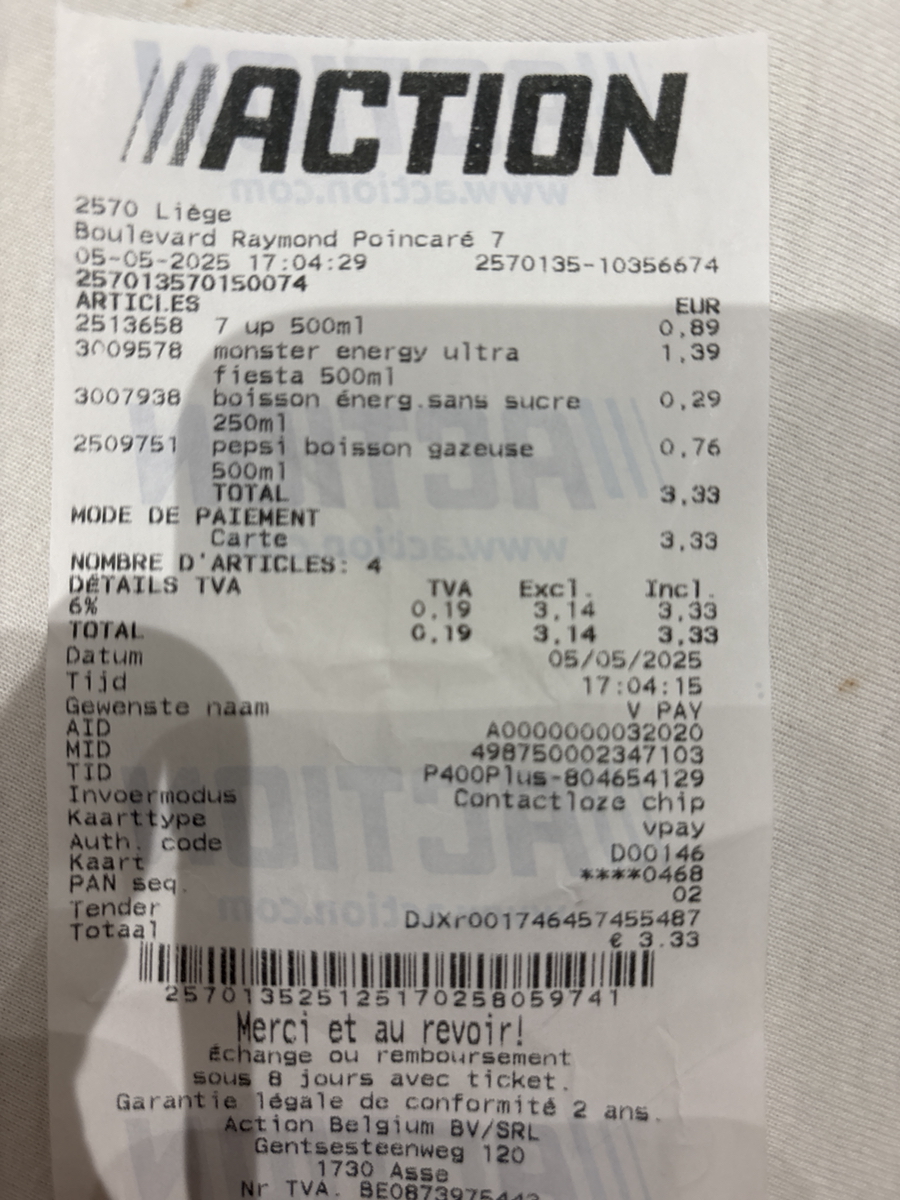 ACTION
2570 Liège
Boulevard Raymond Poincaré 7
05-05-2025 17:04:29 2570135-10356674
257013570150074
ARTICLES EUR
2513658 7 up 500ml 0,89
3009578 monster energy ultra 1,39
fiesta 500ml
3007938 boisson énerg.sans sucre 0,29
250ml
2509751 pepsi boisson gazeuse 0,76
500ml
TOTAL 3,33
MODE DE PAIEMENT
Carte 3,33
NOMBRE D'ARTICLES: 4
DÉTAILS TVA TVA Excl. Incl.
6% 0,19 3,14 3,33
TOTAL 0,19 3,14 3,33
Datum 05/05/2025
Tijd 17:04:15
Gewenste naam V PAY
AID A0000000032020
MID 498750002347103
TID P400Plus-804654129
Invoermodus Contactloze chip
Kaarttype vpay
Auth. code D00146
Kaart ****0468
PAN seq. 02
Tender DJXr001746457455487
Totaal € 3.33
257013525125170258059741
Merci et au revoir!
Échange ou remboursement
sous 8 jours avec ticket.
Garantie légale de conformité 2 ans.
Action Belgium BV/SRL
Gentsesteenweg 120
1730 Asse
Nr TVA.